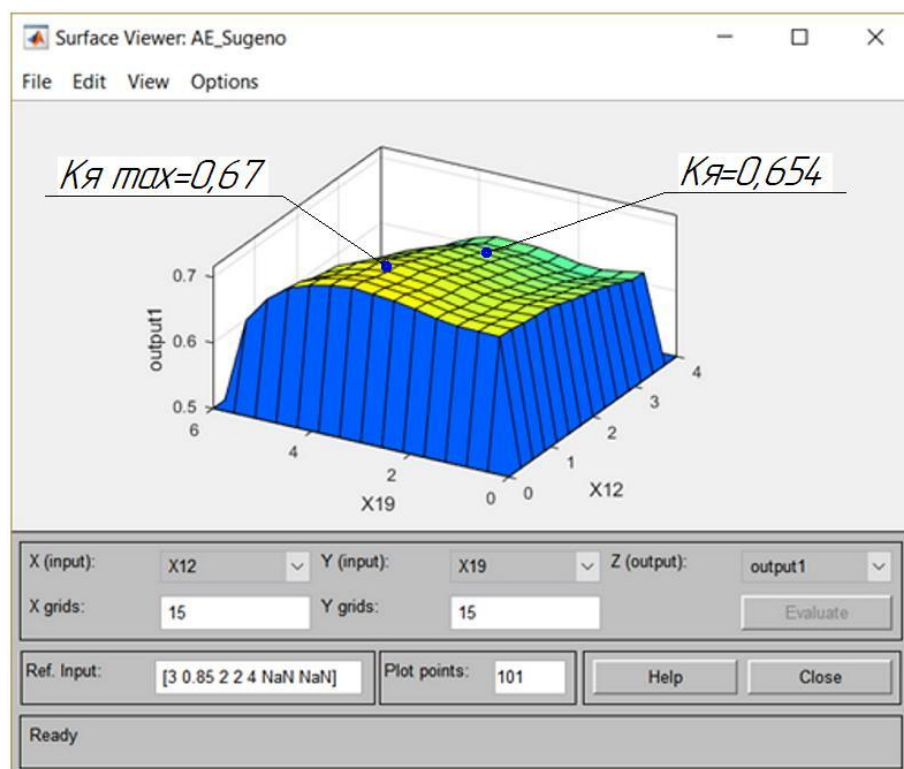 Surface Viewer: AE_Sugeno
File Edit View Options
Kя max=0,67
Kя=0,654
0.7
0.6
0.5
output1
6
4
2
0
X19
0
1
2
3
4
X12
X (input): X12 Y (input): X19 Z (output): output1
X grids: 15 Y grids: 15 Evaluate
Ref. Input: [3 0.85 2 2 4 NaN NaN] Plot points: 101 Help Close
Ready